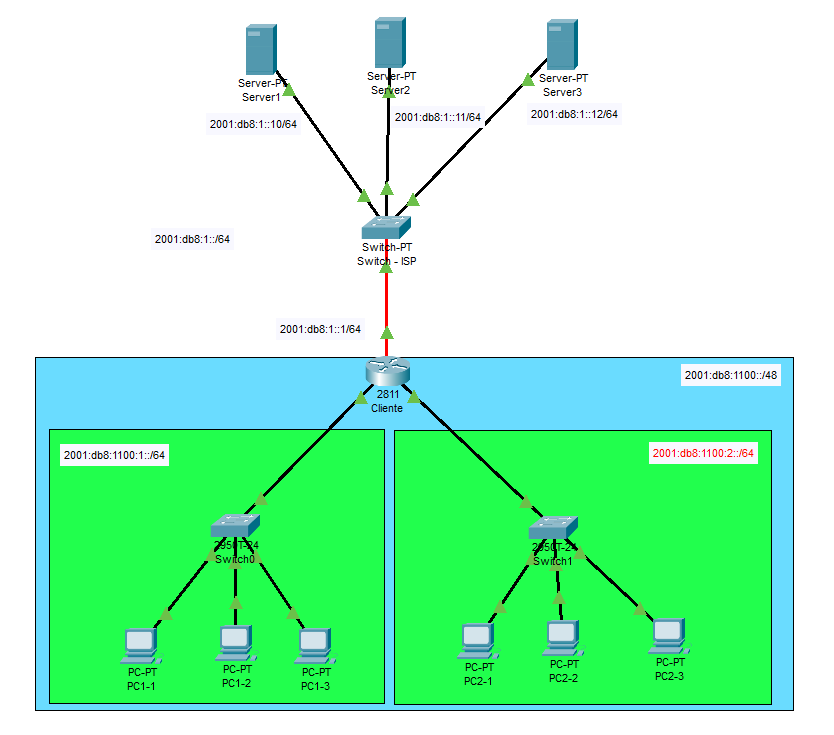 Server-PT
Server1
Server-PT
Server2
Server-PT
Server3
2001:db8:1::10/64
2001:db8:1::11/64
2001:db8:1::12/64
2001:db8:1::/64
Switch-PT
Switch - ISP
2001:db8:1::1/64
2811
Cliente
2001:db8:1100::/48
2001:db8:1100:1::/64
2001:db8:1100:2::/64
2950T-24
Switch0
2950T-24
Switch1
PC-PT
PC1-1
PC-PT
PC1-2
PC-PT
PC1-3
PC-PT
PC2-1
PC-PT
PC2-2
PC-PT
PC2-3